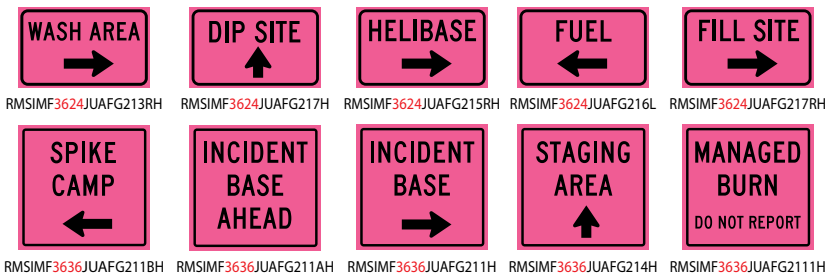 WASH AREA
DIP SITE
HELIBASE
FUEL
FILL SITE
RMSIMF3624JUAFG213RH
RMSIMF3624JUAFG217H
RMSIMF3624JUAFG215RH
RMSIMF3624JUAFG216L
RMSIMF3624JUAFG217RH
SPIKE
CAMP
INCIDENT
BASE
AHEAD
INCIDENT
BASE
STAGING
AREA
MANAGED
BURN
DO NOT REPORT
RMSIMF3636JUAFG211BH
RMSIMF3636JUAFG211AH
RMSIMF3636JUAFG211H
RMSIMF3636JUAFG214H
RMSIMF3636JUAFG2111H